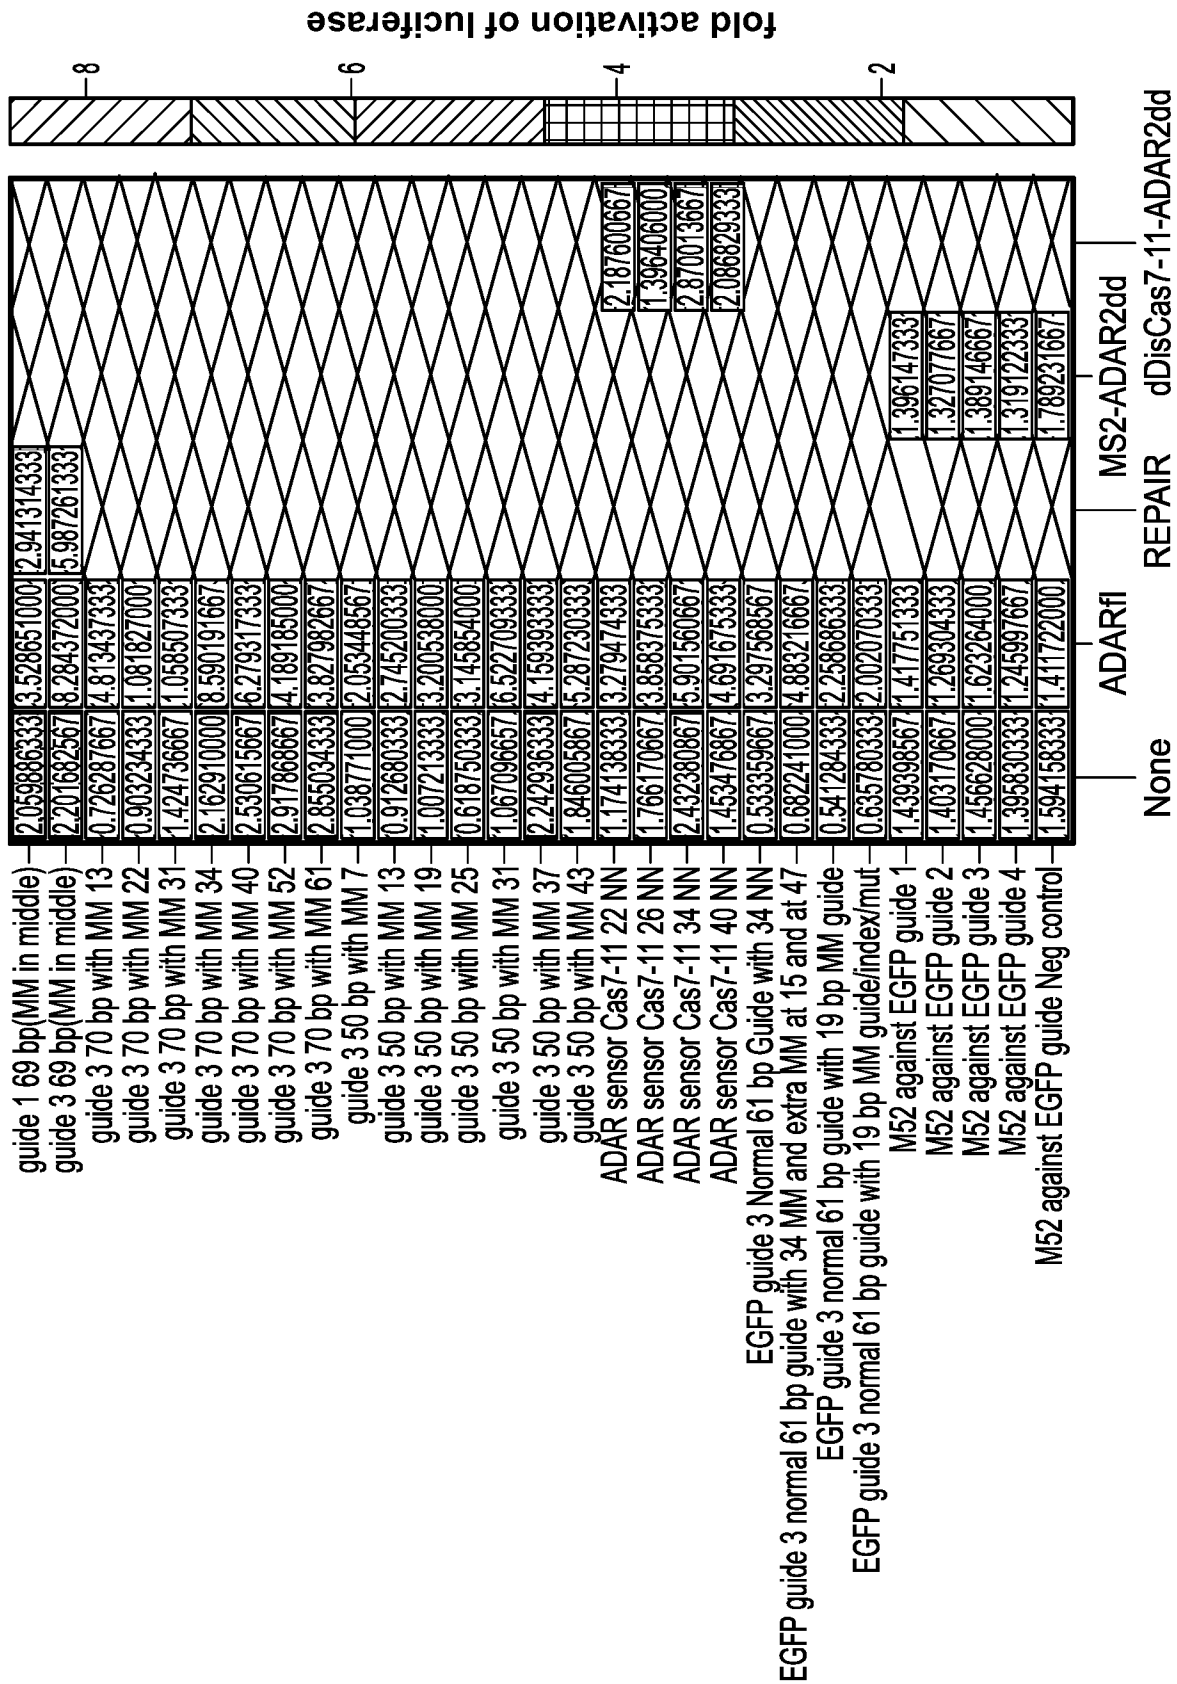 fold activation of luciferase
8
6
4
2
guide 1 69 bp(MM in middle) 2.059886333 3.528651000 2.941314333
guide 3 69 bp(MM in middle) 2.201682567 8.284372000 5.987261333
guide 3 70 bp with MM 13 0.726287667 4.813437333
guide 3 70 bp with MM 22 0.903234333 1.081827000
guide 3 70 bp with MM 31 1.424736667 1.058507333
guide 3 70 bp with MM 34 2.162910000 8.590191667
guide 3 70 bp with MM 40 2.530615667 6.279317333
guide 3 70 bp with MM 52 2.917868667 4.189185000
guide 3 70 bp with MM 61 2.855034333 3.827982667
guide 3 50 bp with MM 7 1.038771000 2.053448567
guide 3 50 bp with MM 13 0.912680333 2.745200333
guide 3 50 bp with MM 19 1.007213333 3.200538000
guide 3 50 bp with MM 25 0.618750333 3.145854000
guide 3 50 bp with MM 31 1.067096657 6.522709333
guide 3 50 bp with MM 37 2.242936333 4.159393333
guide 3 50 bp with MM 43 1.846005867 5.287230333
ADAR sensor Cas7-11 22 NN 1.174138333 3.279474333 2.187600667
ADAR sensor Cas7-11 26 NN 1.766170667 3.858375333 1.396406000
ADAR sensor Cas7-11 34 NN 2.432380867 5.901560667 2.870013667
ADAR sensor Cas7-11 40 NN 1.453476867 4.691675333 2.086829333
EGFP guide 3 Normal 61 bp Guide with 34 NN 0.533359667 3.297568567
EGFP guide 3 normal 61 bp guide with 34 MM and extra MM at 15 and at 47 0.682241000 4.883216667
EGFP guide 3 normal 61 bp guide with 19 bp MM guide 0.541284333 2.256863333
EGFP guide 3 normal 61 bp guide with 19 bp MM guide/index/mut 0.635780333 2.002070333
M52 against EGFP guide 1 1.439398567 1.417751333 1.396147333
M52 against EGFP guide 2 1.403170667 1.269304333 1.327077667
M52 against EGFP guide 3 1.456628000 1.623264000 1.389146667
M52 against EGFP guide 4 1.395830333 1.245997667 1.319122333
M52 against EGFP guide Neg control 1.594158333 1.411722000 1.789231667
None
ADARfl
REPAIR
MS2-ADAR2dd
dDisCas7-11-ADAR2dd